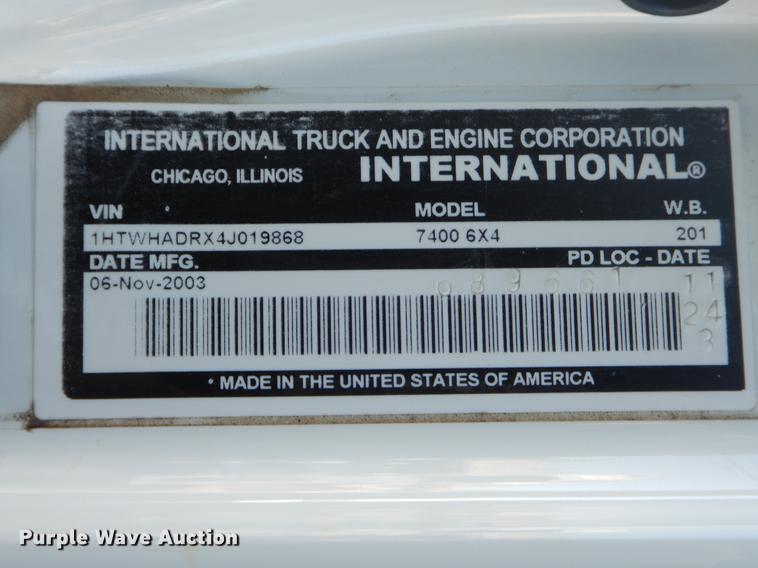 INTERNATIONAL TRUCK AND ENGINE CORPORATION
CHICAGO, ILLINOIS INTERNATIONAL®
VIN MODEL W.B.
1HTWHADRX4J019868 7400 6X4 201
DATE MFG. PD LOC - DATE
06-Nov-2003 089661 11
24
3
MADE IN THE UNITED STATES OF AMERICA
Purple Wave Auction